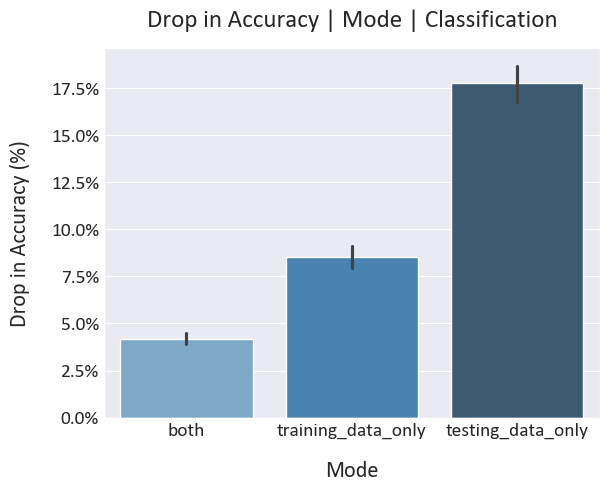 Drop in Accuracy | Mode | Classification
Drop in Accuracy (%)
17.5%
15.0%
12.5%
10.0%
7.5%
5.0%
2.5%
0.0%
both training_data_only testing_data_only
Mode